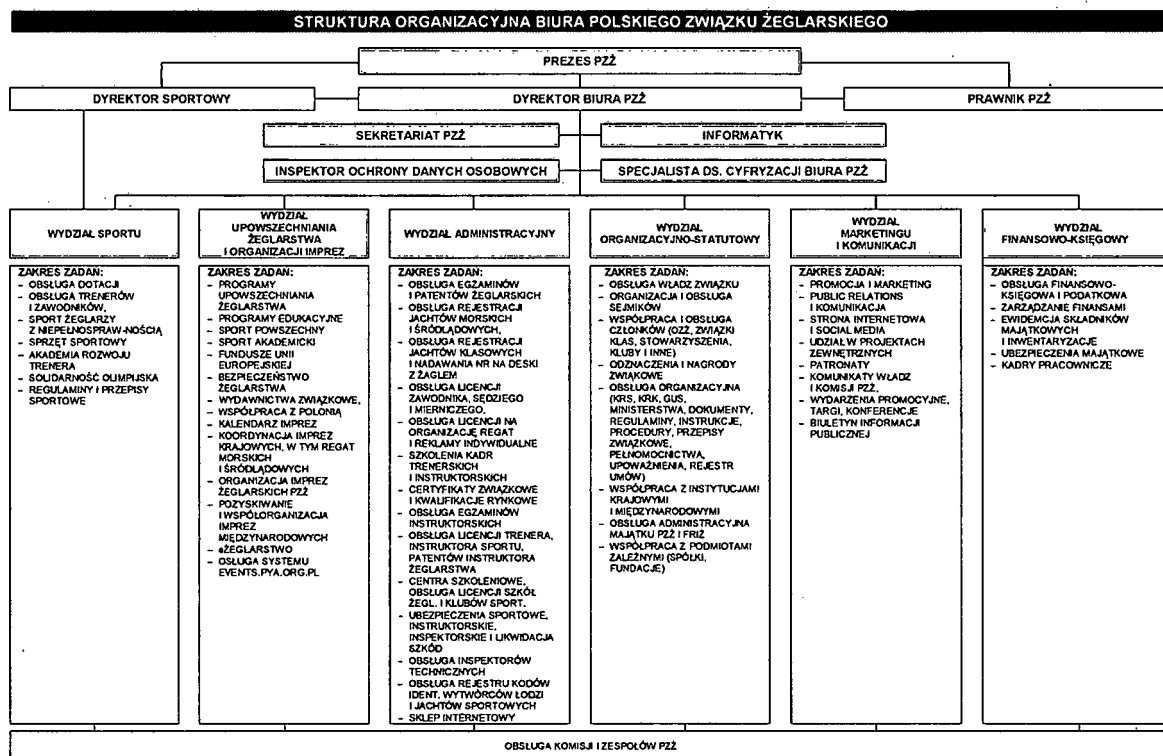 STRUKTURA ORGANIZACYJNA BIURA POLSKIEGO ZWIĄZKU ŻEGLARSKIEGO
PREZES PZŻ
DYREKTOR SPORTOWY
DYREKTOR BIURA PZŻ
PRAWNIK PZŻ
SEKRETARIAT PZŻ
INFORMATYK
INSPEKTOR OCHRONY DANYCH OSOBOWYCH
SPECJALISTA DS. CYFRYZACJI BIURA PZŻ
WYDZIAŁ SPORTU
ZAKRES ZADAŃ:
– OBSŁUGA DOTACJI
– OBSŁUGA TRENERÓW
I ZAWODNIKÓW,
– SPORT ŻEGLARZY
Z NIEPEŁNOSPRAW-NOŚCIĄ
– SPRZĘT SPORTOWY
– AKADEMIA ROZWOJU
TRENERA
– SOLIDARNOŚĆ OLIMPIJSKA
– REGULAMINY I PRZEPISY
SPORTOWE
WYDZIAŁ
UPOWSZECHNIANIA
ŻEGLARSTWA
I ORGANIZACJI IMPREZ
ZAKRES ZADAŃ:
– PROGRAMY
UPOWSZECHNIANIA
ŻEGLARSTWA
– PROGRAMY EDUKACYJNE
– SPORT POWSZECHNY
– SPORT AKADEMICKI
– FUNDUSZE UNII
EUROPEJSKIEJ
– BEZPIECZEŃSTWO
ŻEGLARSTWA
– WYDAWNICTWA ZWIĄZKOWE,
– WSPÓŁPRACA Z POLONIĄ
– KALENDARZ IMPREZ
– KOORDYNACJA IMPREZ
KRAJOWYCH, W TYM REGAT
MORSKICH
I ŚRÓDLĄDOWYCH
– ORGANIZACJA IMPREZ
ŻEGLARSKICH PZŻ
– POZYSKIWANIE
I WSPÓŁORGANIZACJA
IMPREZ
MIĘDZYNARODOWYCH
– eŻEGLARSTWO
– OSŁUGA SYSTEMU
EVENTS.PYA.ORG.PL
WYDZIAŁ ADMINISTRACYJNY
ZAKRES ZADAŃ:
– OBSŁUGA EGZAMINÓW
I PATENTÓW ŻEGLARSKICH
– OBSŁUGA REJESTRACJI
JACHTÓW MORSKICH
I ŚRÓDLĄDOWYCH,
– OBSŁUGA REJESTRACJI
JACHTÓW KLASOWYCH
I NADAWANIA NR NA DESKI
Z ŻAGLEM
– OBSŁUGA LICENCJI
ZAWODNIKA, SĘDZIEGO
I MIERNICZEGO,
– OBSŁUGA LICENCJI NA
ORGANIZACJĘ REGAT
I REKLAMY INDYWIDUALNE
– SZKOLENIA KADR
TRENERSKICH
I INSTRUKTORSKICH
– CERTYFIKATY ZWIĄZKOWE
I KWALIFIKACJE RYNKOWE
– OBSŁUGA EGZAMINÓW
INSTRUKTORSKICH
– OBSŁUGA LICENCJI TRENERA,
INSTRUKTORA SPORTU,
PATENTÓW INSTRUKTORA
ŻEGLARSTWA
– CENTRA SZKOLENIOWE,
OBSŁUGA LICENCJI SZKÓŁ
ŻEGL. I KLUBÓW SPORT.
– UBEZPIECZENIA SPORTOWE,
INSTRUKTORSKIE,
INSPEKTORSKIE I LIKWIDACJA
SZKÓD
– OBSŁUGA INSPEKTORÓW
TECHNICZNYCH
– OBSŁUGA REJESTRU KODÓW
IDENT. WYTWÓRCÓW ŁODZI
I JACHTÓW SPORTOWYCH
– SKLEP INTERNETOWY
WYDZIAŁ
ORGANIZACYJNO-STATUTOWY
ZAKRES ZADAŃ:
– OBSŁUGA WŁADZ ZWIĄZKU
– ORGANIZACJA I OBSŁUGA
SEJMIKÓW
– WSPÓŁPRACA I OBSŁUGA
CZŁONKÓW (OZŻ, ZWIĄZKI
KLAS, STOWARZYSZENIA,
KLUBY I INNE)
– ODZNACZENIA I NAGRODY
ZWIĄKOWE
– OBSŁUGA ORGANIZACYJNA
(KRS, KRK, GUS,
MINISTERSTWA, DOKUMENTY,
REGULAMINY, INSTRUKCJE,
PROCEDURY, PRZEPISY
ZWIĄZKOWE,
PEŁNOMOCNICTWA,
UPOWAŻNIENIA, REJESTR
UMÓW)
– WSPÓŁPRACA Z INSTYTUCJAMI
KRAJOWYMI
I MIĘDZYNARODOWYMI
– OBSŁUGA ADMINISTRACYJNA
MAJĄTKU PZŻ I FRIŻ
– WSPÓŁPRACA Z PODMIOTAMI
ZALEŻNYMI (SPÓŁKI,
FUNDACJE)
WYDZIAŁ
MARKETINGU
I KOMUNIKACJI
ZAKRES ZADAŃ:
– PROMOCJA I MARKETING
– PUBLIC RELATIONS
I KOMUNIKACJA
– STRONA INTERNETOWA
I SOCIAL MEDIA
– UDZIAŁ W PROJEKTACH
ZEWNĘTRZNYCH
– PATRONATY
– KOMUNIKATY WŁADZ
I KOMISJI PZŻ,
– WYDARZENIA PROMOCYJNE,
TARGI, KONFERENCJE
– BIULETYN INFORMACJI
PUBLICZNEJ
WYDZIAŁ
FINANSOWO-KSIĘGOWY
ZAKRES ZADAŃ:
– OBSŁUGA FINANSOWO-
KSIĘGOWA I PODATKOWA
– ZARZĄDZANIE FINANSAMI
– EWIDEMCJA SKŁADNIKÓW
MAJĄTKOWYCH
I INWENTARYZACJE
– UBEZPIECZENIA MAJĄTKOWE
– KADRY PRACOWNICZE
OBSŁUGA KOMISJI I ZESPOŁÓW PZŻ